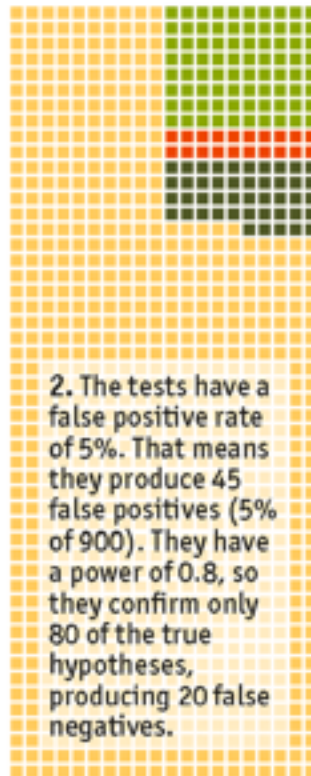 2. The tests have a
false positive rate
of 5%. That means
they produce 45
false positives (5%
of 900). They have
a power of 0.8, so
they confirm only
80 of the true
hypotheses,
producing 20 false
negatives.